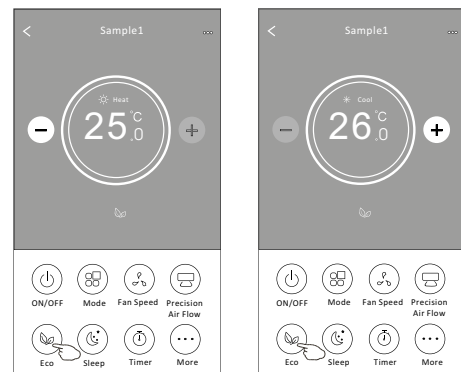 Sample1
Heat
25.0 °C
ON/OFF Mode Fan Speed Precision Air Flow
Eco Sleep Timer More
Sample1
Cool
26.0 °C
ON/OFF Mode Fan Speed Precision Air Flow
Eco Sleep Timer More